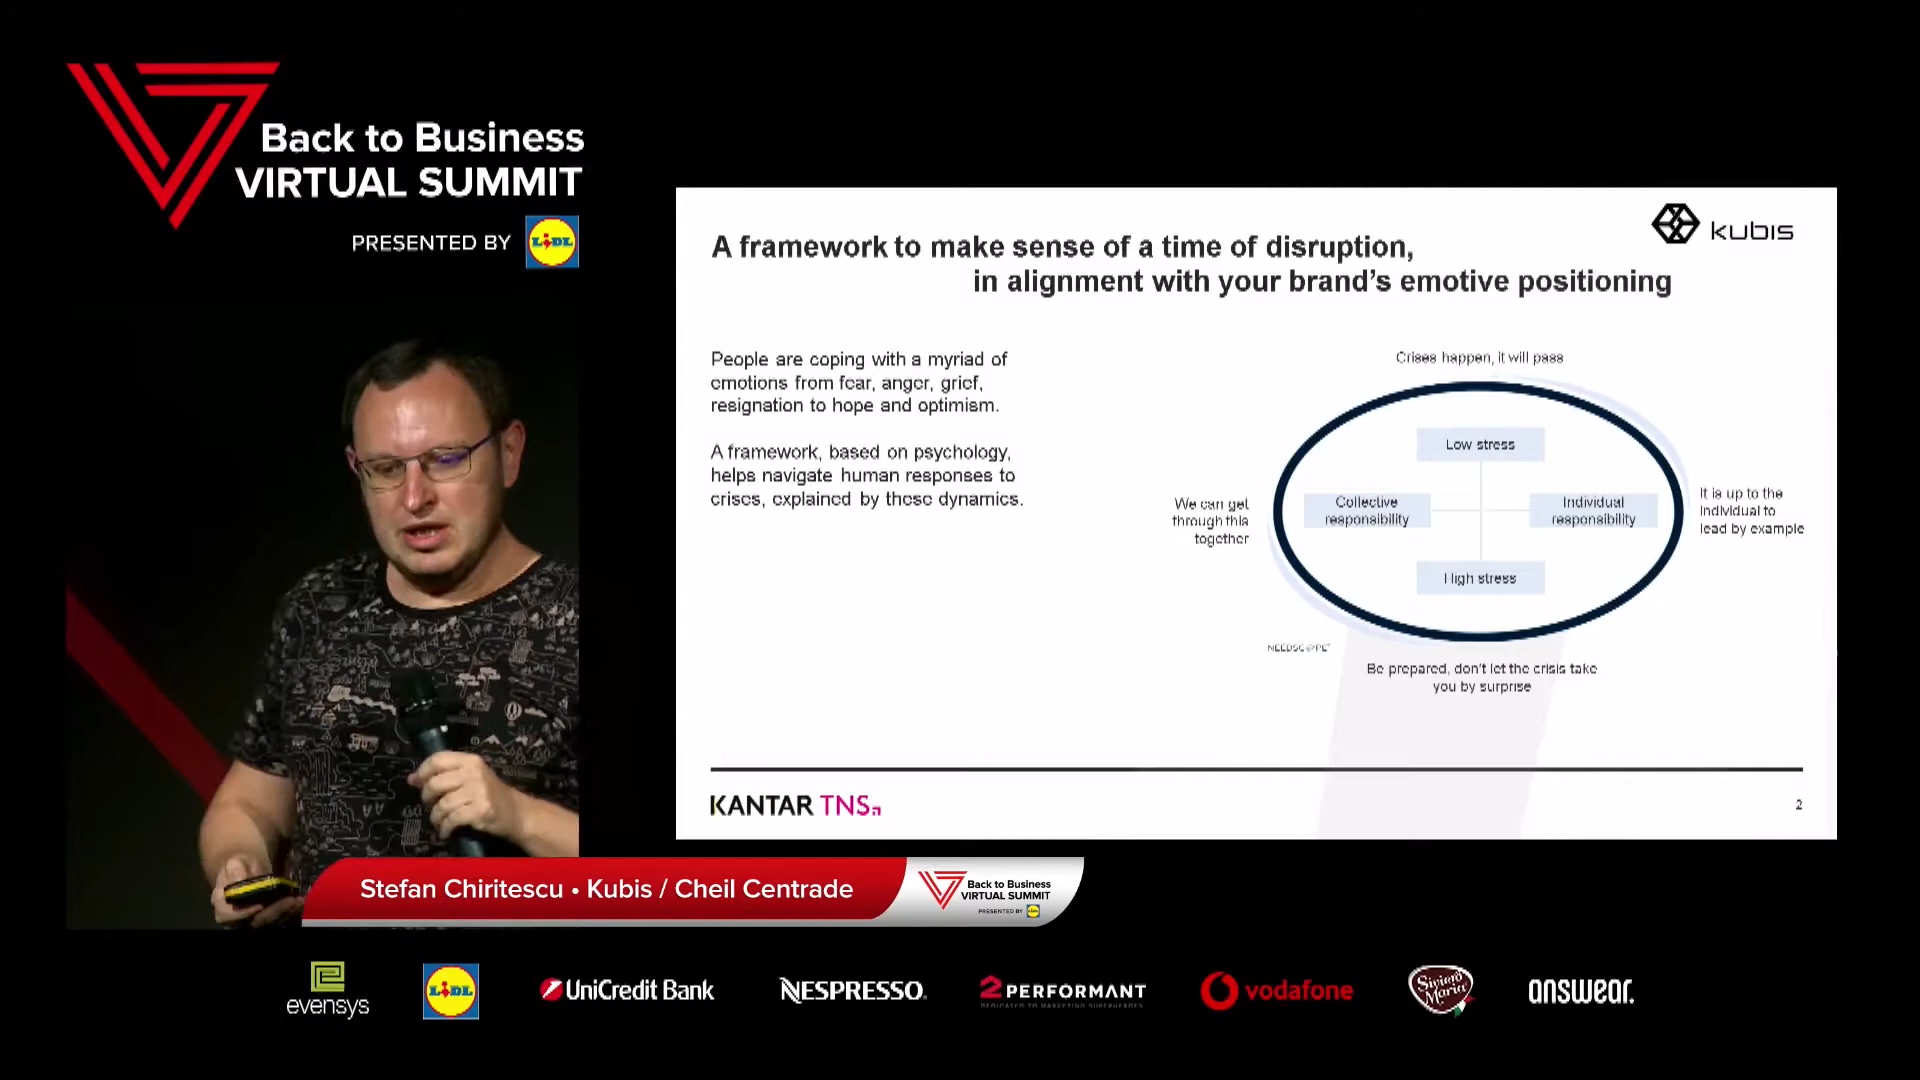 Back to Business
VIRTUAL SUMMIT
PRESENTED BY LIDL
kubis
A framework to make sense of a time of disruption,
in alignment with your brand's emotive positioning
People are coping with a myriad of
emotions from fear, anger, grief,
resignation to hope and optimism.
A framework, based on psychology,
helps navigate human responses to
crises, explained by these dynamics.
Crises happen, it will pass
Low stress
Collective
responsibility
Individual
responsibility
High stress
We can get
through this
together
It is up to the
individual to
lead by example
NEEDSCOPE
Be prepared, don't let the crisis take
you by surprise
KANTAR TNS
2
Stefan Chiritescu • Kubis / Cheil Centrade
Back to Business
VIRTUAL SUMMIT
PRESENTED BY LIDL
evensys
LIDL
UniCredit Bank
NESPRESSO
2PERFORMANT
DEDICATED TO MARKETING SUPERHEROES
vodafone
Siviero
Maria
answear.